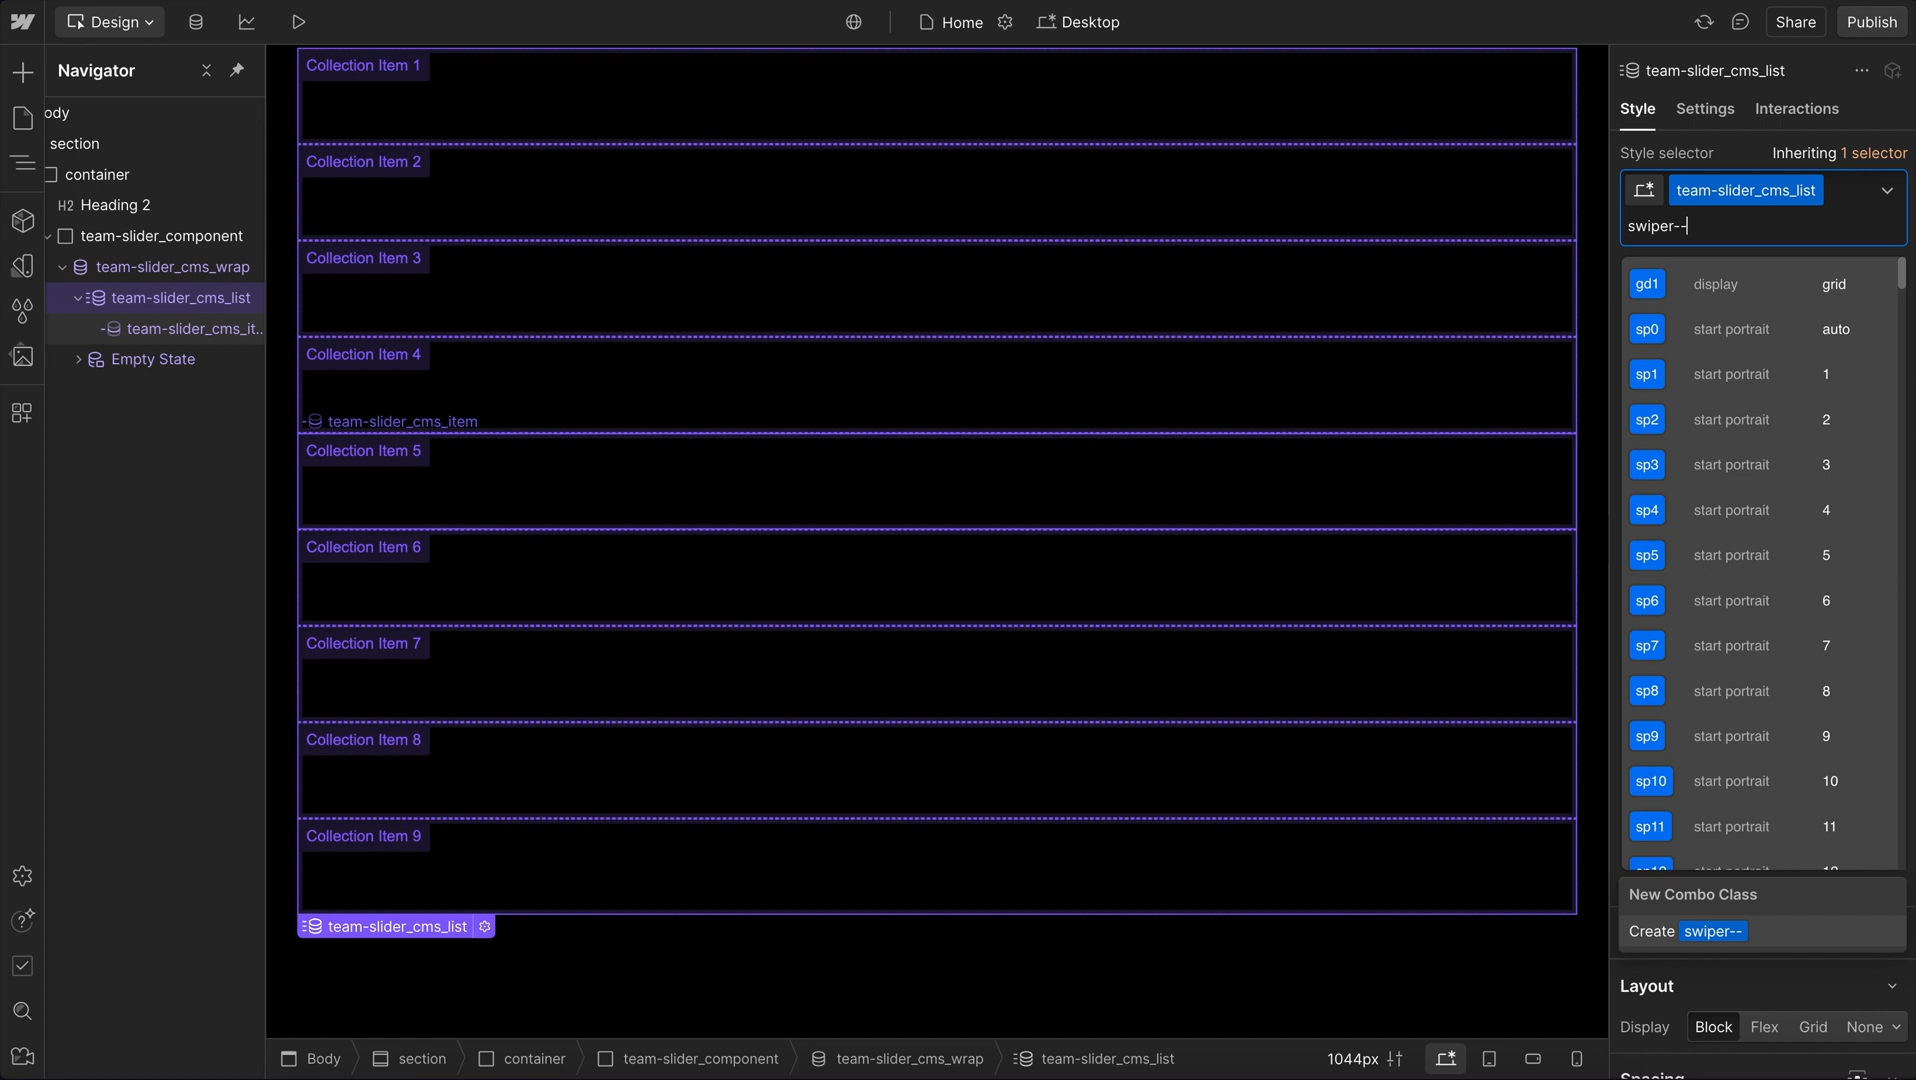 Design
Home
Desktop
Share
Publish
Navigator
ody
section
container
H2 Heading 2
team-slider_component
team-slider_cms_wrap
team-slider_cms_list
team-slider_cms_it..
Empty State
Collection Item 1
Collection Item 2
Collection Item 3
Collection Item 4
team-slider_cms_item
Collection Item 5
Collection Item 6
Collection Item 7
Collection Item 8
Collection Item 9
team-slider_cms_list
team-slider_cms_list
Style Settings Interactions
Style selector Inheriting 1 selector
team-slider_cms_list
swiper--
gd1 display grid
sp0 start portrait auto
sp1 start portrait 1
sp2 start portrait 2
sp3 start portrait 3
sp4 start portrait 4
sp5 start portrait 5
sp6 start portrait 6
sp7 start portrait 7
sp8 start portrait 8
sp9 start portrait 9
sp10 start portrait 10
sp11 start portrait 11
New Combo Class
Create swiper--
Layout
Display Block Flex Grid None
Spacing
Body section container team-slider_component team-slider_cms_wrap team-slider_cms_list
1044px